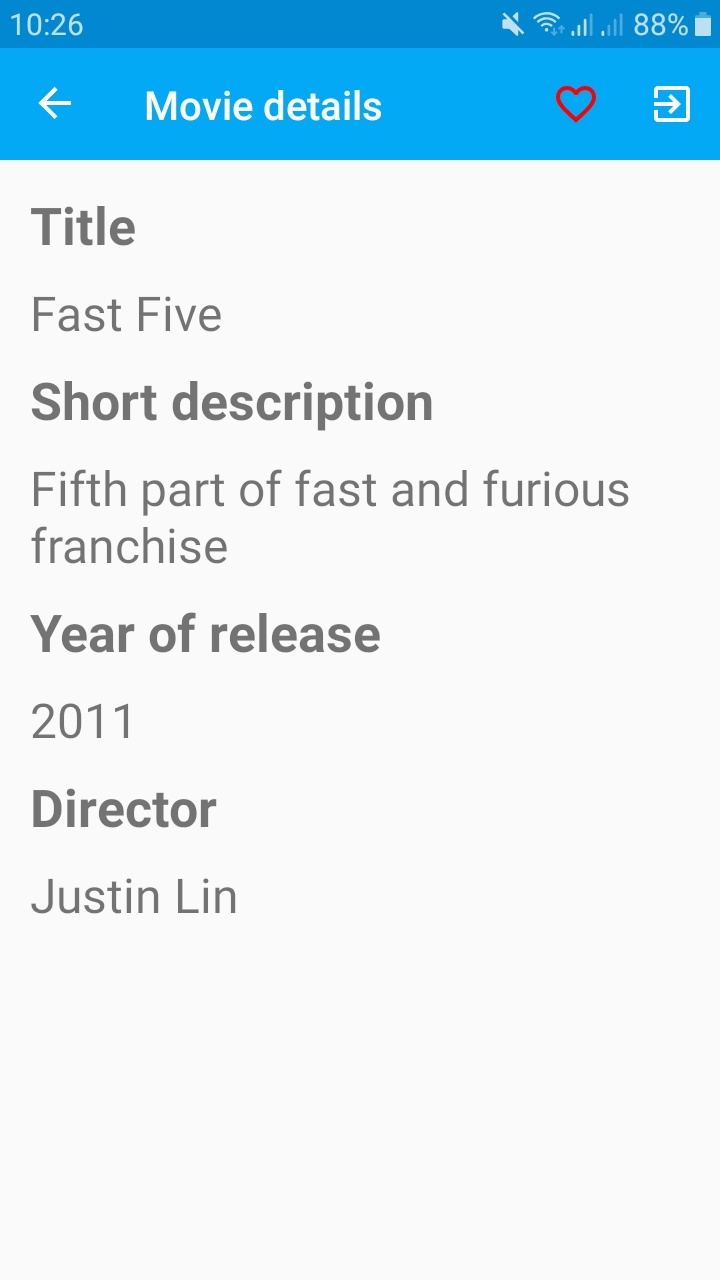 10:26
88%
Movie details
Title
Fast Five
Short description
Fifth part of fast and furious
franchise
Year of release
2011
Director
Justin Lin